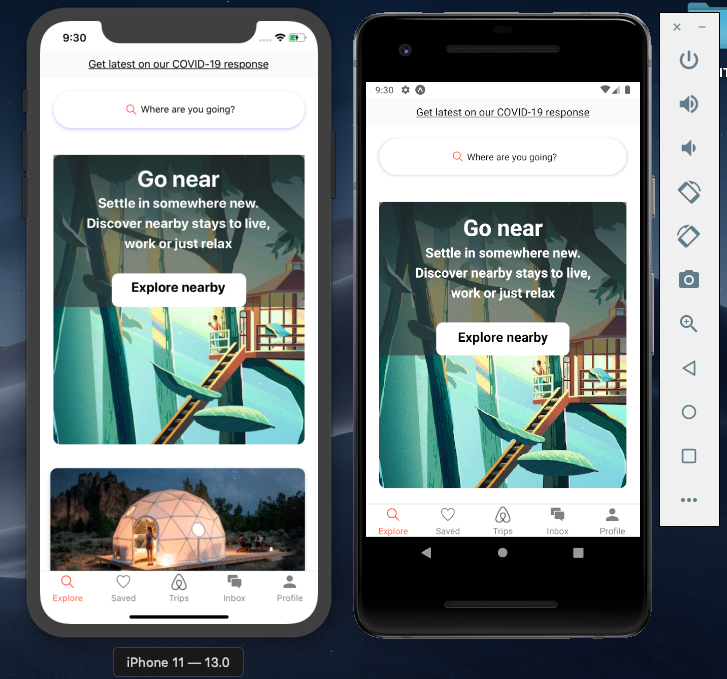 9:30
Get latest on our COVID-19 response
Where are you going?
Go near
Settle in somewhere new.
Discover nearby stays to live,
work or just relax
Explore nearby
Explore
Saved
Trips
Inbox
Profile
iPhone 11 — 13.0
9:30
Get latest on our COVID-19 response
Where are you going?
Go near
Settle in somewhere new.
Discover nearby stays to live,
work or just relax
Explore nearby
Explore
Saved
Trips
Inbox
Profile